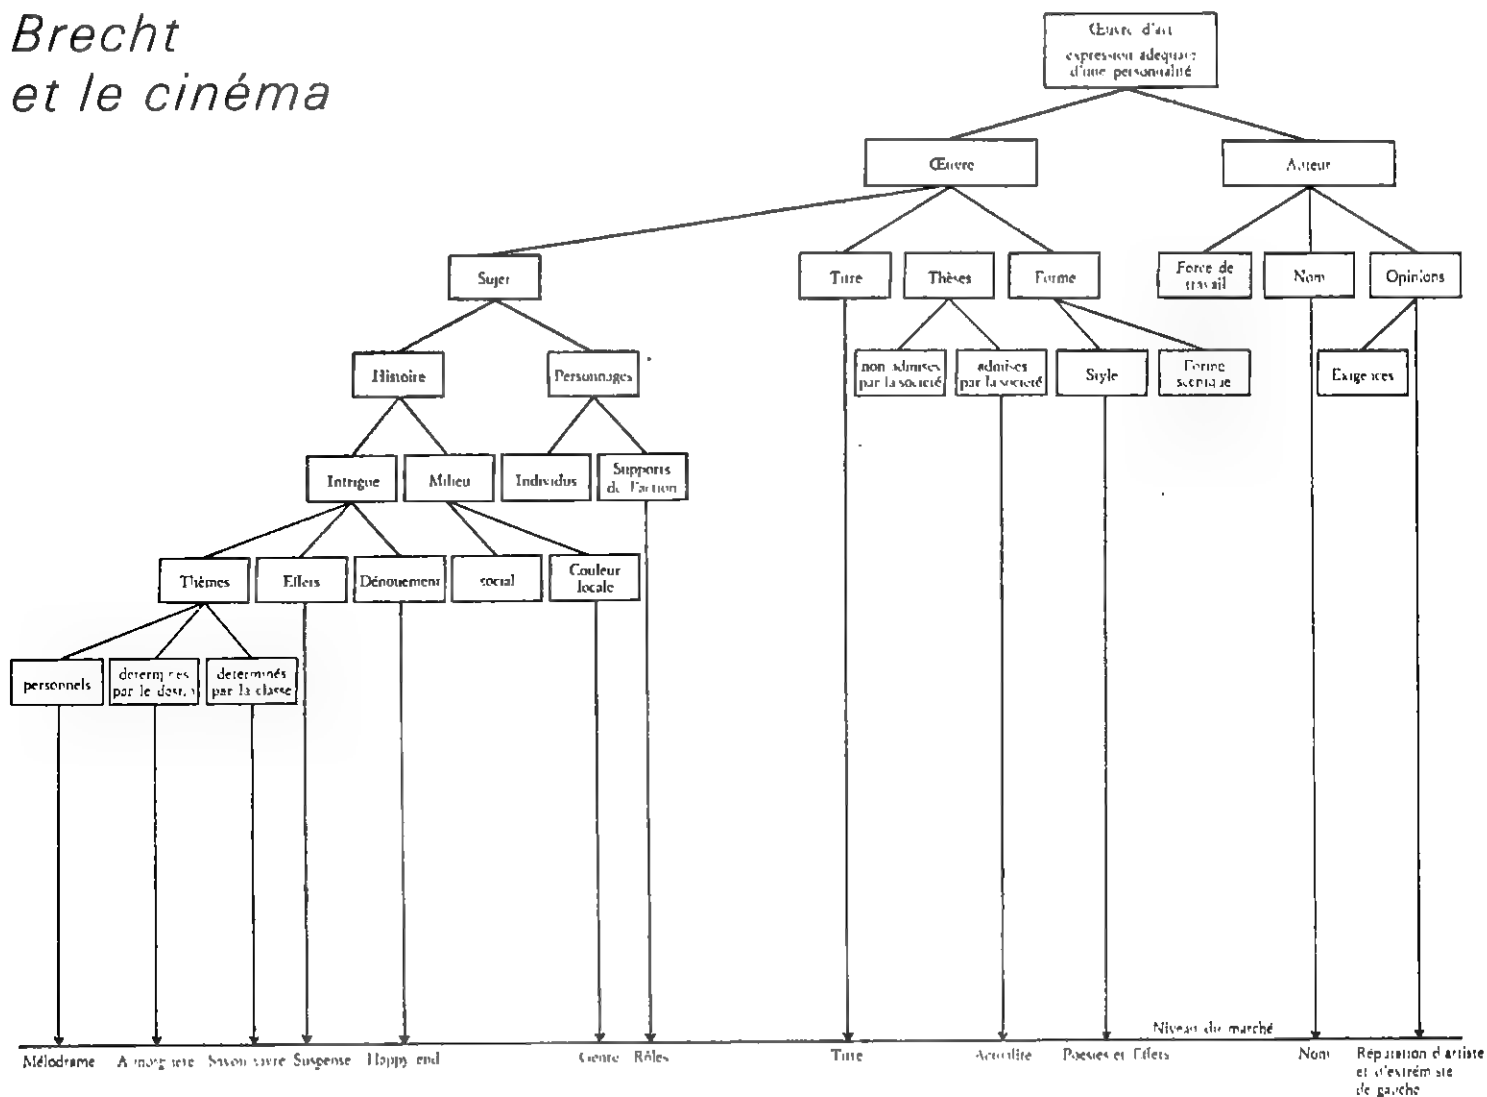 Brecht
et le cinéma
Œuvre d'art
expression adéquate
d'une personnalité
Œuvre
Auteur
Sujet
Titre
Thèses
Forme
Force de
travail
Nom
Opinions
Histoire
Personnages
non admises
par la société
admises
par la société
Style
Forme
scénique
Exigences
Intrigue
Milieu
Individus
Supports
de l'action
Thèmes
Effets
Dénouement
social
Couleur
locale
personnels
déterminés
par le destin
déterminés
par la classe
Niveau du marché
Mélodrame
Savoir vivre
Suspense
Happy end
Genre
Rôles
Titre
Actualité
Poésies et Effets
Nom
Réputation d'artiste
et d'extrémiste
de gauche